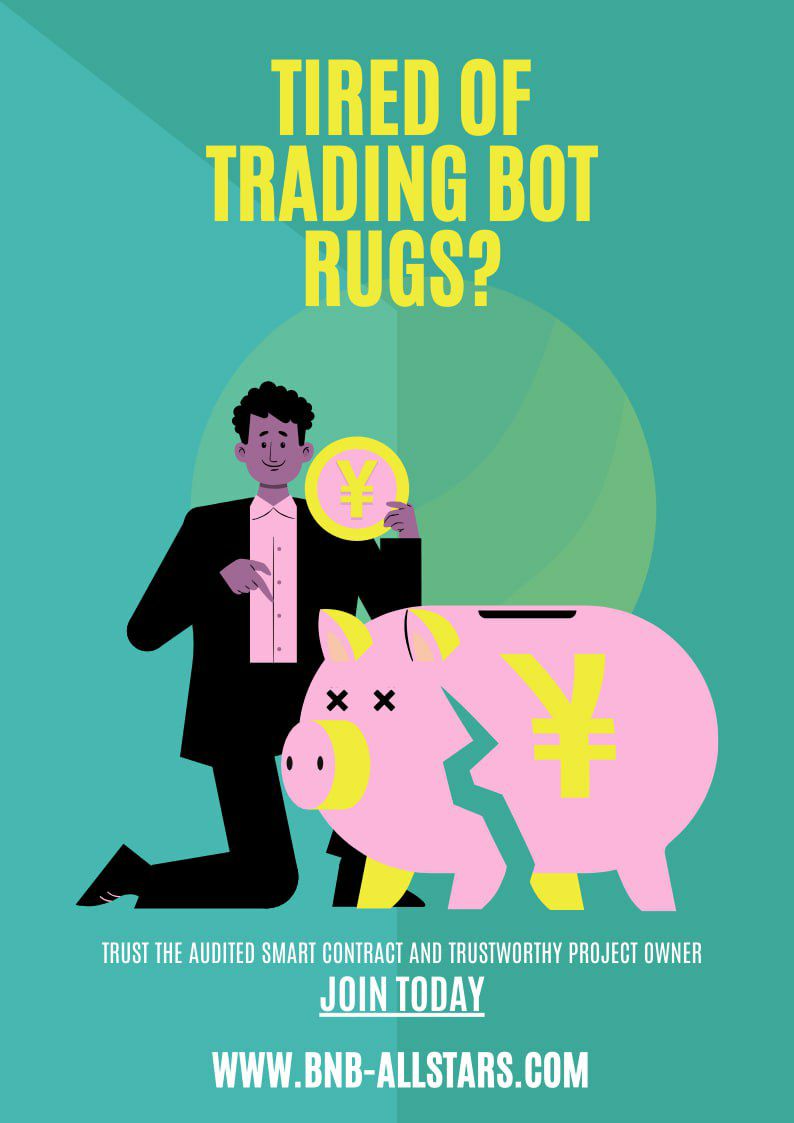 TIRED OF
TRADING BOT
RUGS?
¥
¥
TRUST THE AUDITED SMART CONTRACT AND TRUSTWORTHY PROJECT OWNER
JOIN TODAY
WWW.BNB-ALLSTARS.COM